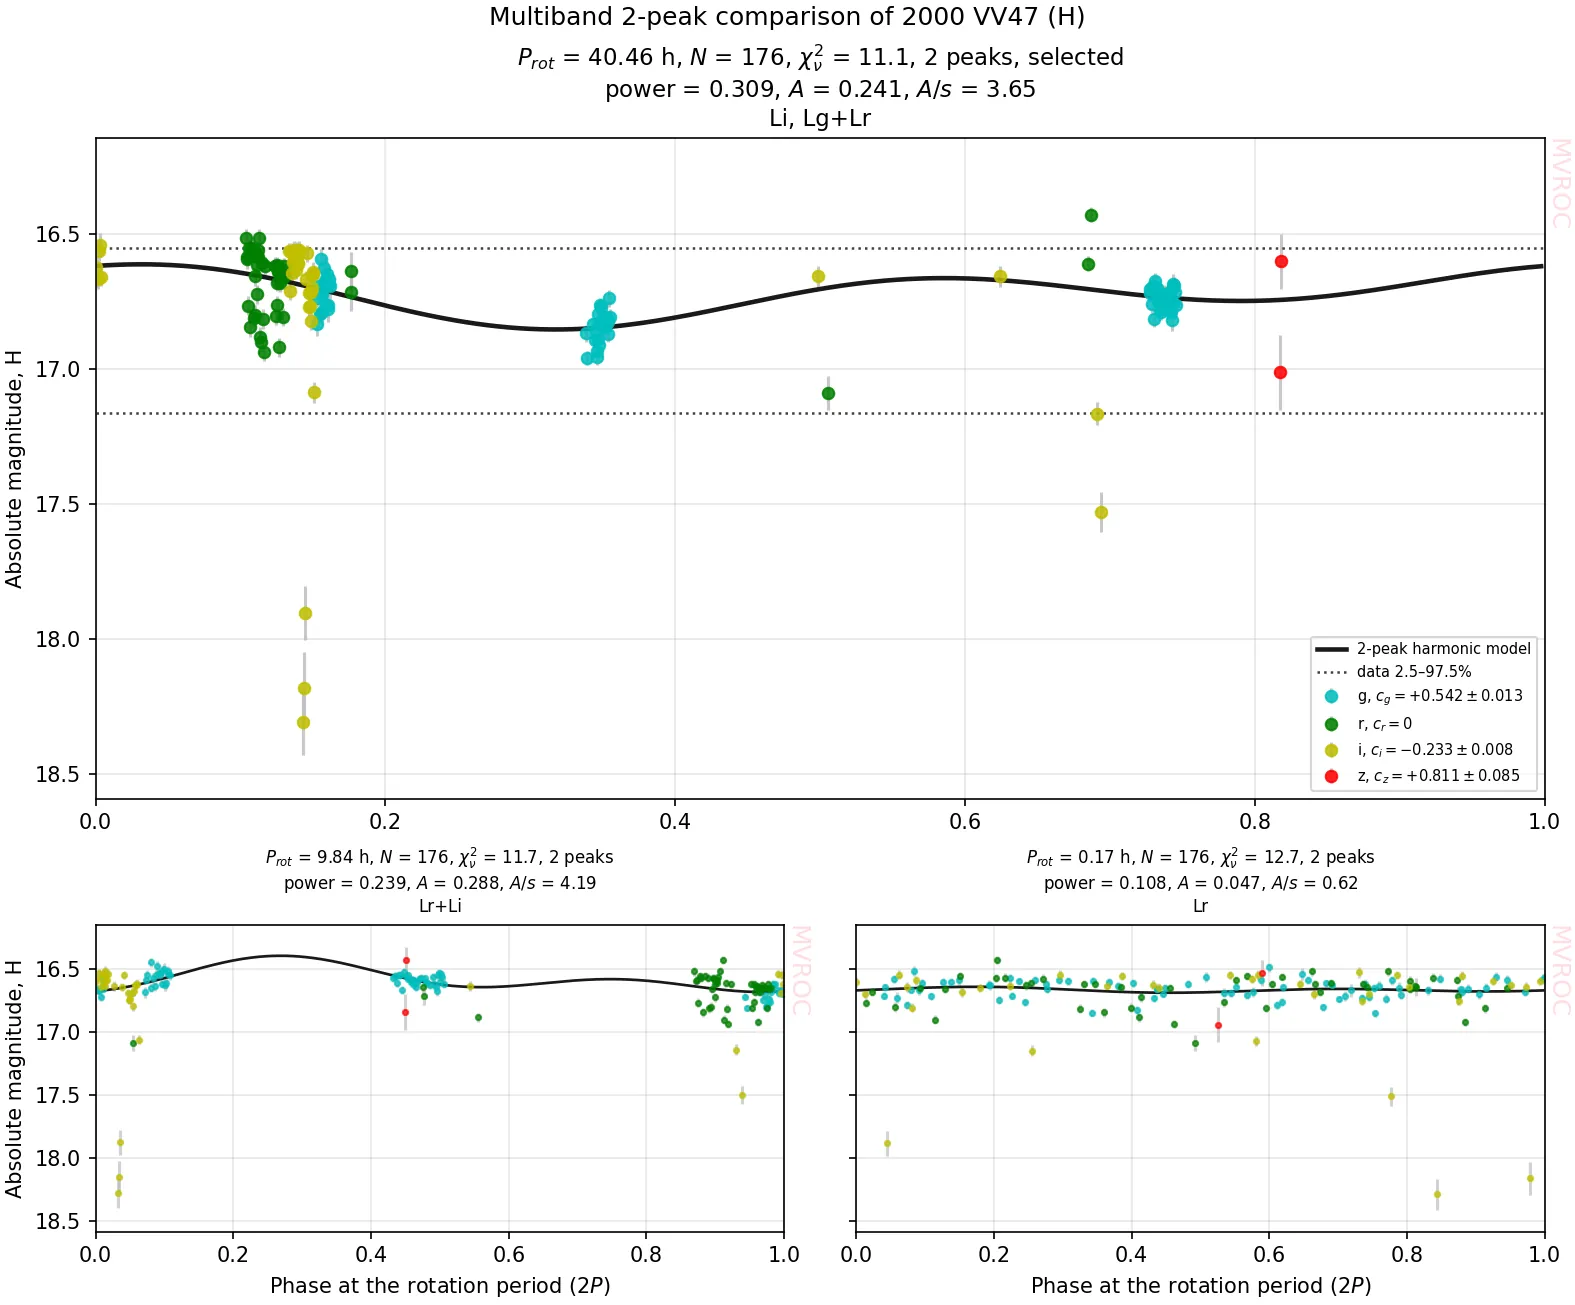 Multiband 2-peak comparison of 2000 VV47 (H)
P_rot = 40.46 h, N = 176, χ²_ν = 11.1, 2 peaks, selected
power = 0.309, A = 0.241, A/s = 3.65
Li, Lg+Lr
MVROC
Absolute magnitude, H
16.5
17.0
17.5
18.0
18.5
2-peak harmonic model
data 2.5–97.5%
g, c_g = +0.542 ± 0.013
r, c_r = 0
i, c_i = −0.233 ± 0.008
z, c_z = +0.811 ± 0.085
0.0 0.2 0.4 0.6 0.8 1.0
P_rot = 9.84 h, N = 176, χ²_ν = 11.7, 2 peaks
power = 0.239, A = 0.288, A/s = 4.19
Lr+Li
MVROC
Absolute magnitude, H
16.5
17.0
17.5
18.0
18.5
0.0 0.2 0.4 0.6 0.8 1.0
Phase at the rotation period (2P)
P_rot = 0.17 h, N = 176, χ²_ν = 12.7, 2 peaks
power = 0.108, A = 0.047, A/s = 0.62
Lr
MVROC
0.0 0.2 0.4 0.6 0.8 1.0
Phase at the rotation period (2P)